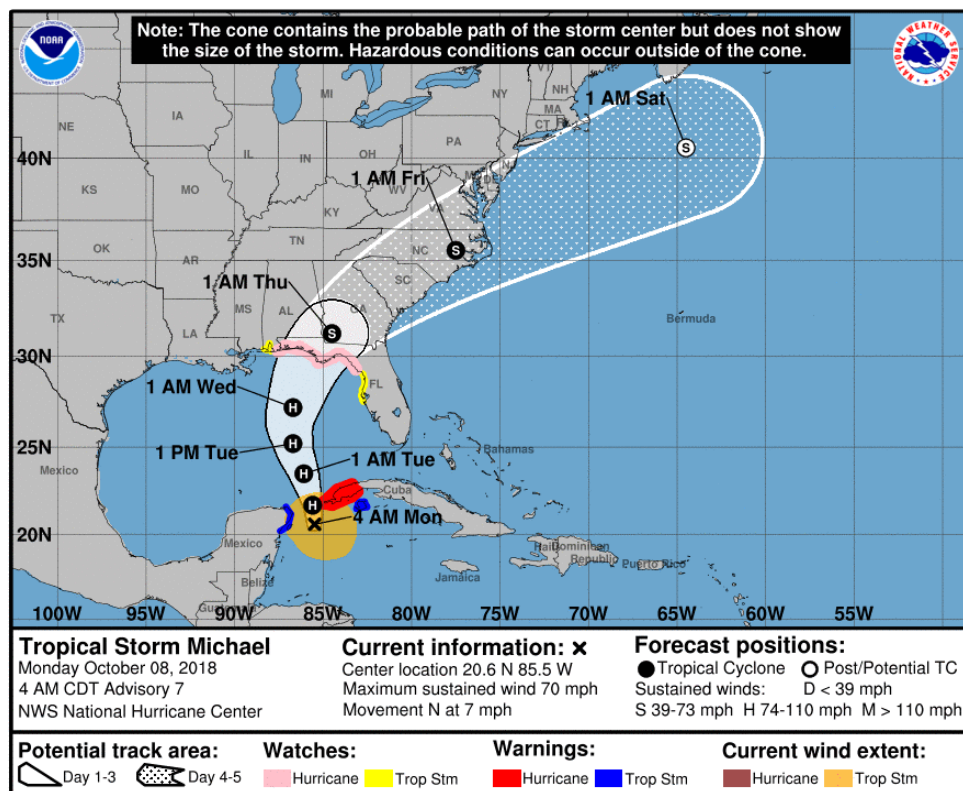 Note: The cone contains the probable path of the storm center but does not show
the size of the storm. Hazardous conditions can occur outside of the cone.
NOAA
NATIONAL WEATHER SERVICE
VT
NH
MI
NY
MA
CT
1 AM Sat
NE
IA
PA
IL
IN
OH
40N
1 AM Fri
DE
KS
MO
WV
VA
KY
OK
TN
NC
AR
35N
SC
1 AM Thu
MS
AL
GA
TX
LA
Bermuda
30N
1 AM Wed
FL
1 PM Tue
25N
1 AM Tue
Bahamas
Mexico
Cuba
4 AM Mon
20N
Mexico
Haiti
Dominican
Republic
Puerto Rico
Jamaica
Belize
100W
95W
90W
85W
80W
75W
70W
65W
60W
55W
H
H
H
H
S
S
S
Tropical Storm Michael
Monday October 08, 2018
4 AM CDT Advisory 7
NWS National Hurricane Center
Current information: ✖
Center location 20.6 N 85.5 W
Maximum sustained wind 70 mph
Movement N at 7 mph
Forecast positions:
Tropical Cyclone Post/Potential TC
Sustained winds: D < 39 mph
S 39-73 mph H 74-110 mph M > 110 mph
Potential track area:
Day 1-3 Day 4-5
Watches:
Hurricane Trop Stm
Warnings:
Hurricane Trop Stm
Current wind extent:
Hurricane Trop Stm